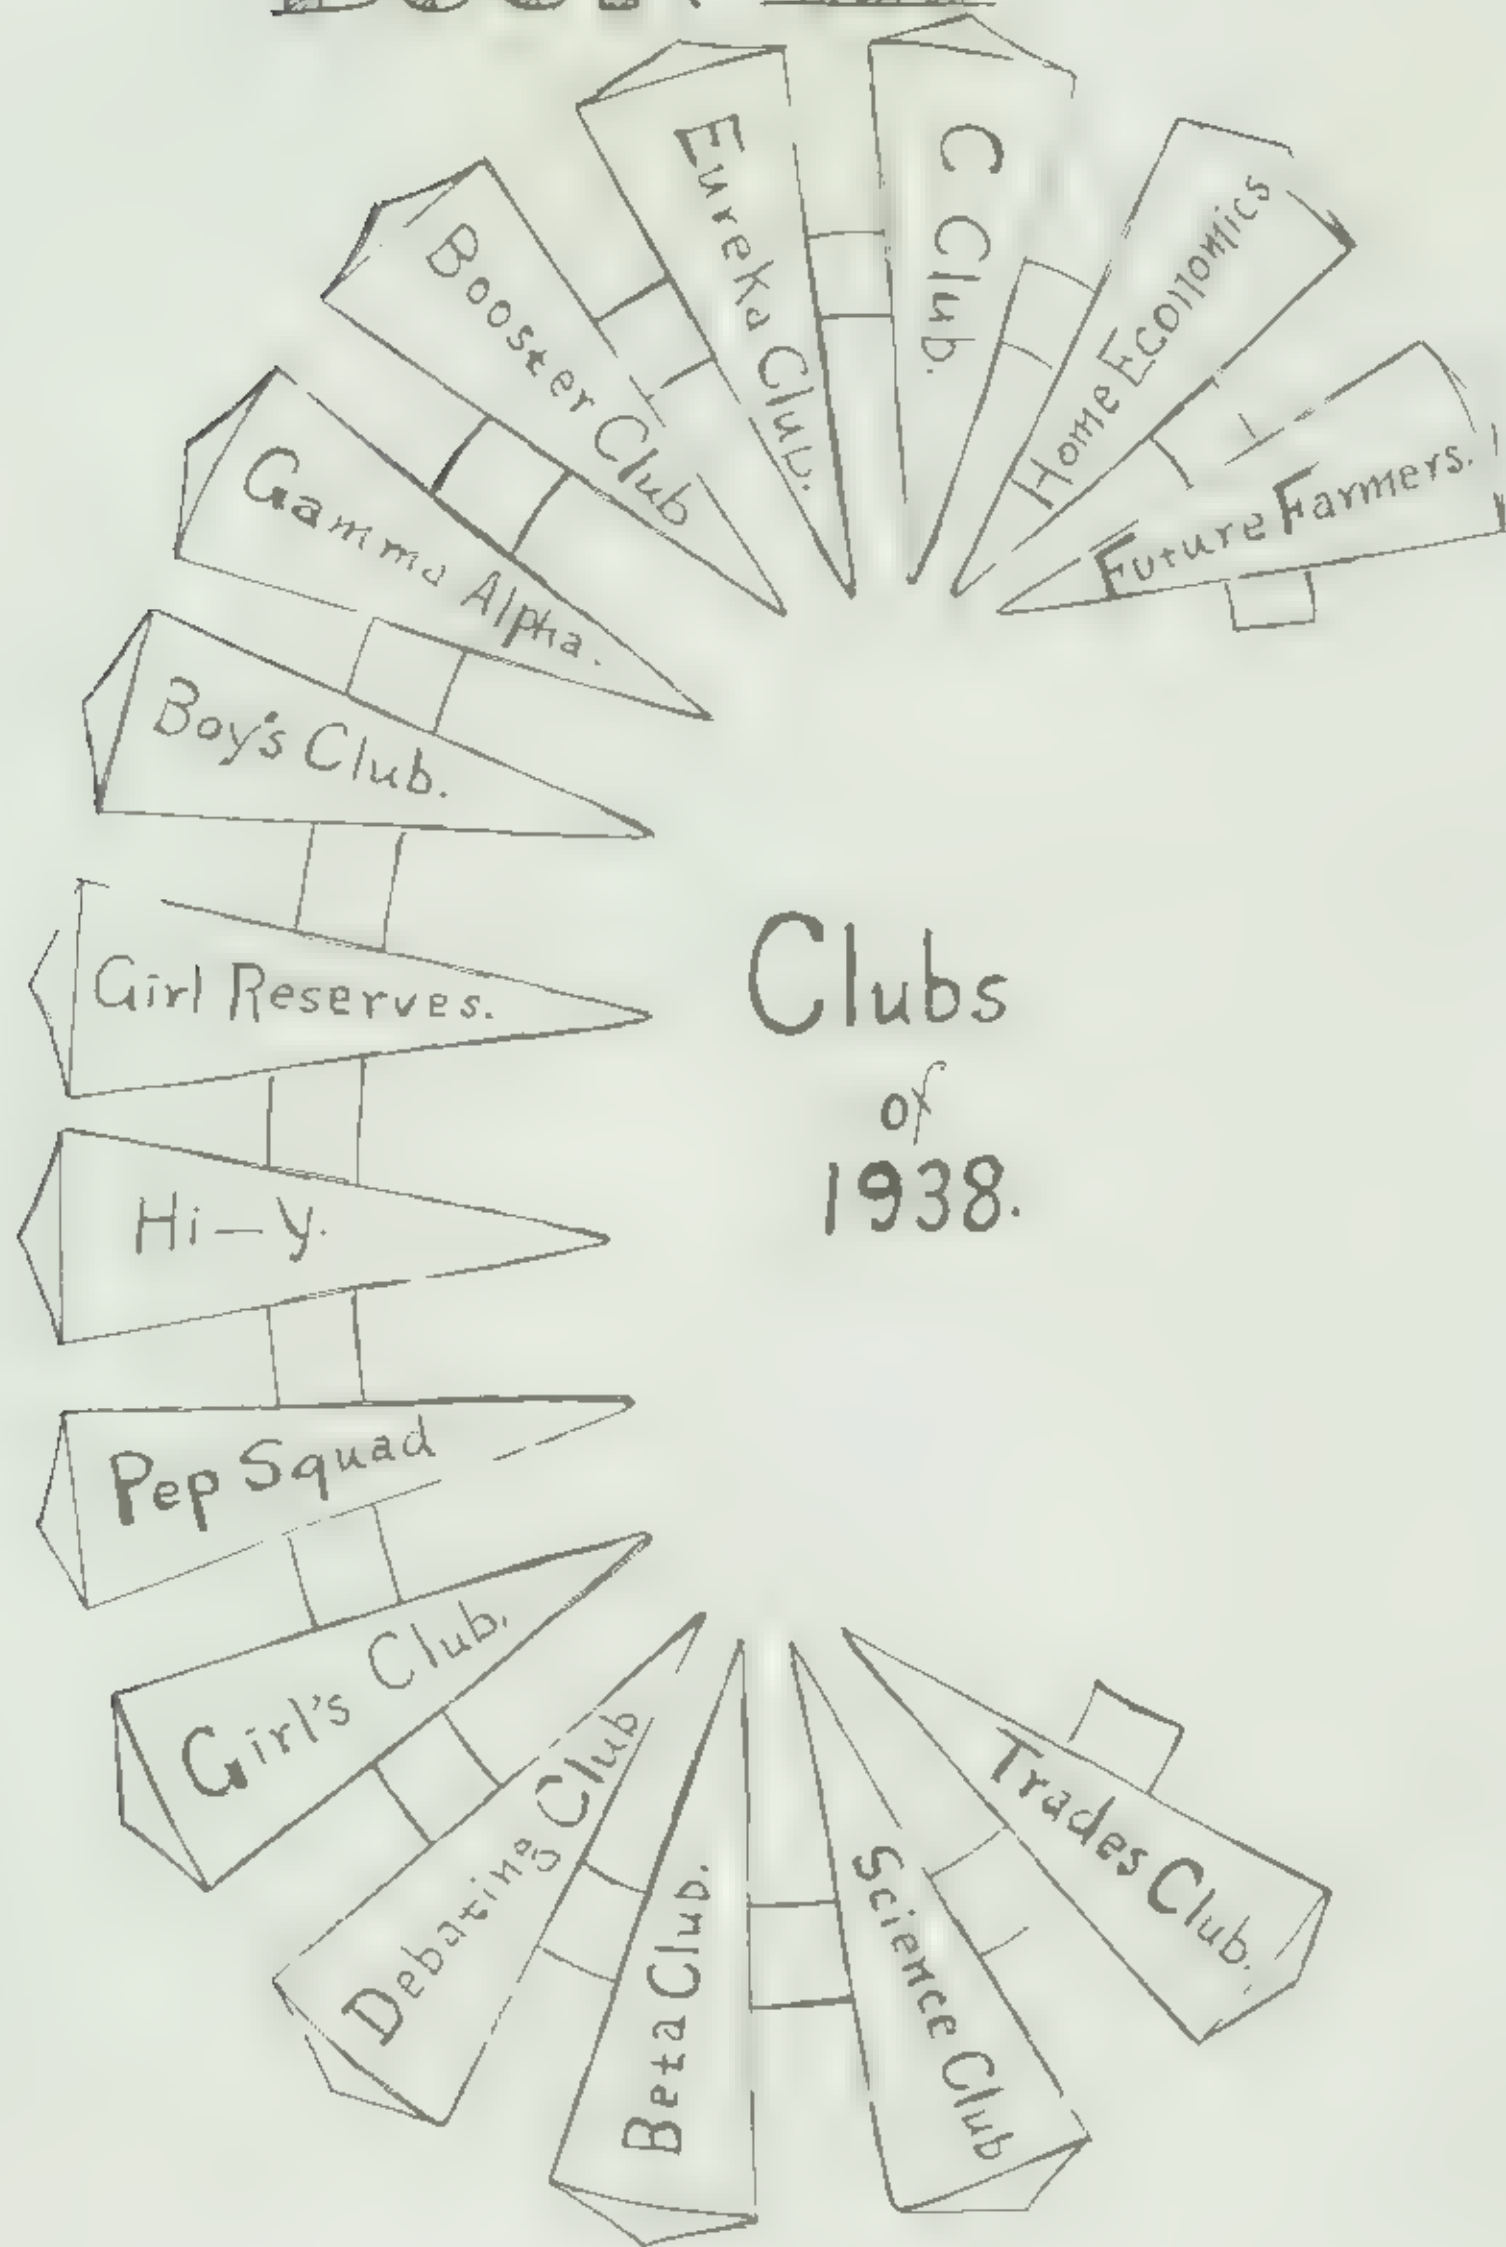 Eureka Club.
C Club.
Home Economics
Future Farmers.
Booster Club
Gamma Alpha.
Boy's Club.
Girl Reserves.
Hi-y.
Pep Squad
Girl's Club.
Debating Club
Beta Club.
Science Club
Trades Club.
Clubs
of
1938.